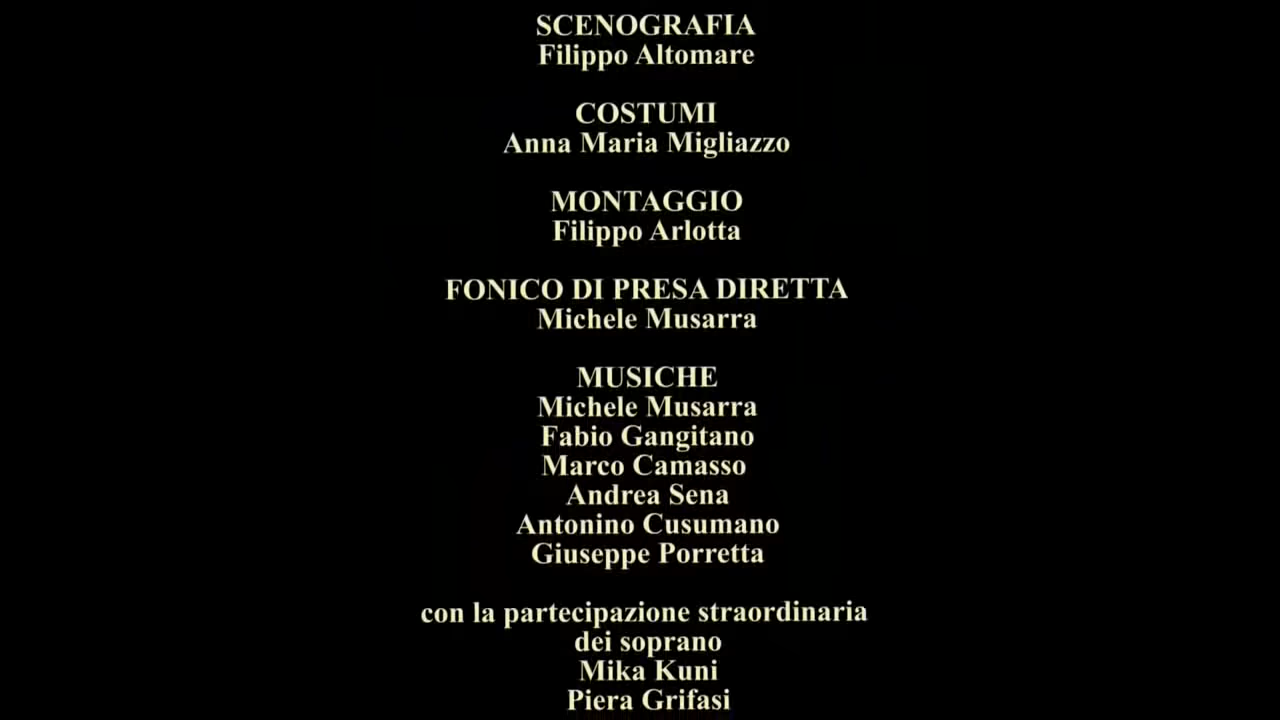 SCENOGRAFIA
Filippo Altomare
COSTUMI
Anna Maria Migliazzo
MONTAGGIO
Filippo Arlotta
FONICO DI PRESA DIRETTA
Michele Musarra
MUSICHE
Michele Musarra
Fabio Gangitano
Marco Camasso
Andrea Sena
Antonino Cusumano
Giuseppe Porretta
con la partecipazione straordinaria
dei soprano
Mika Kuni
Piera Grifasi